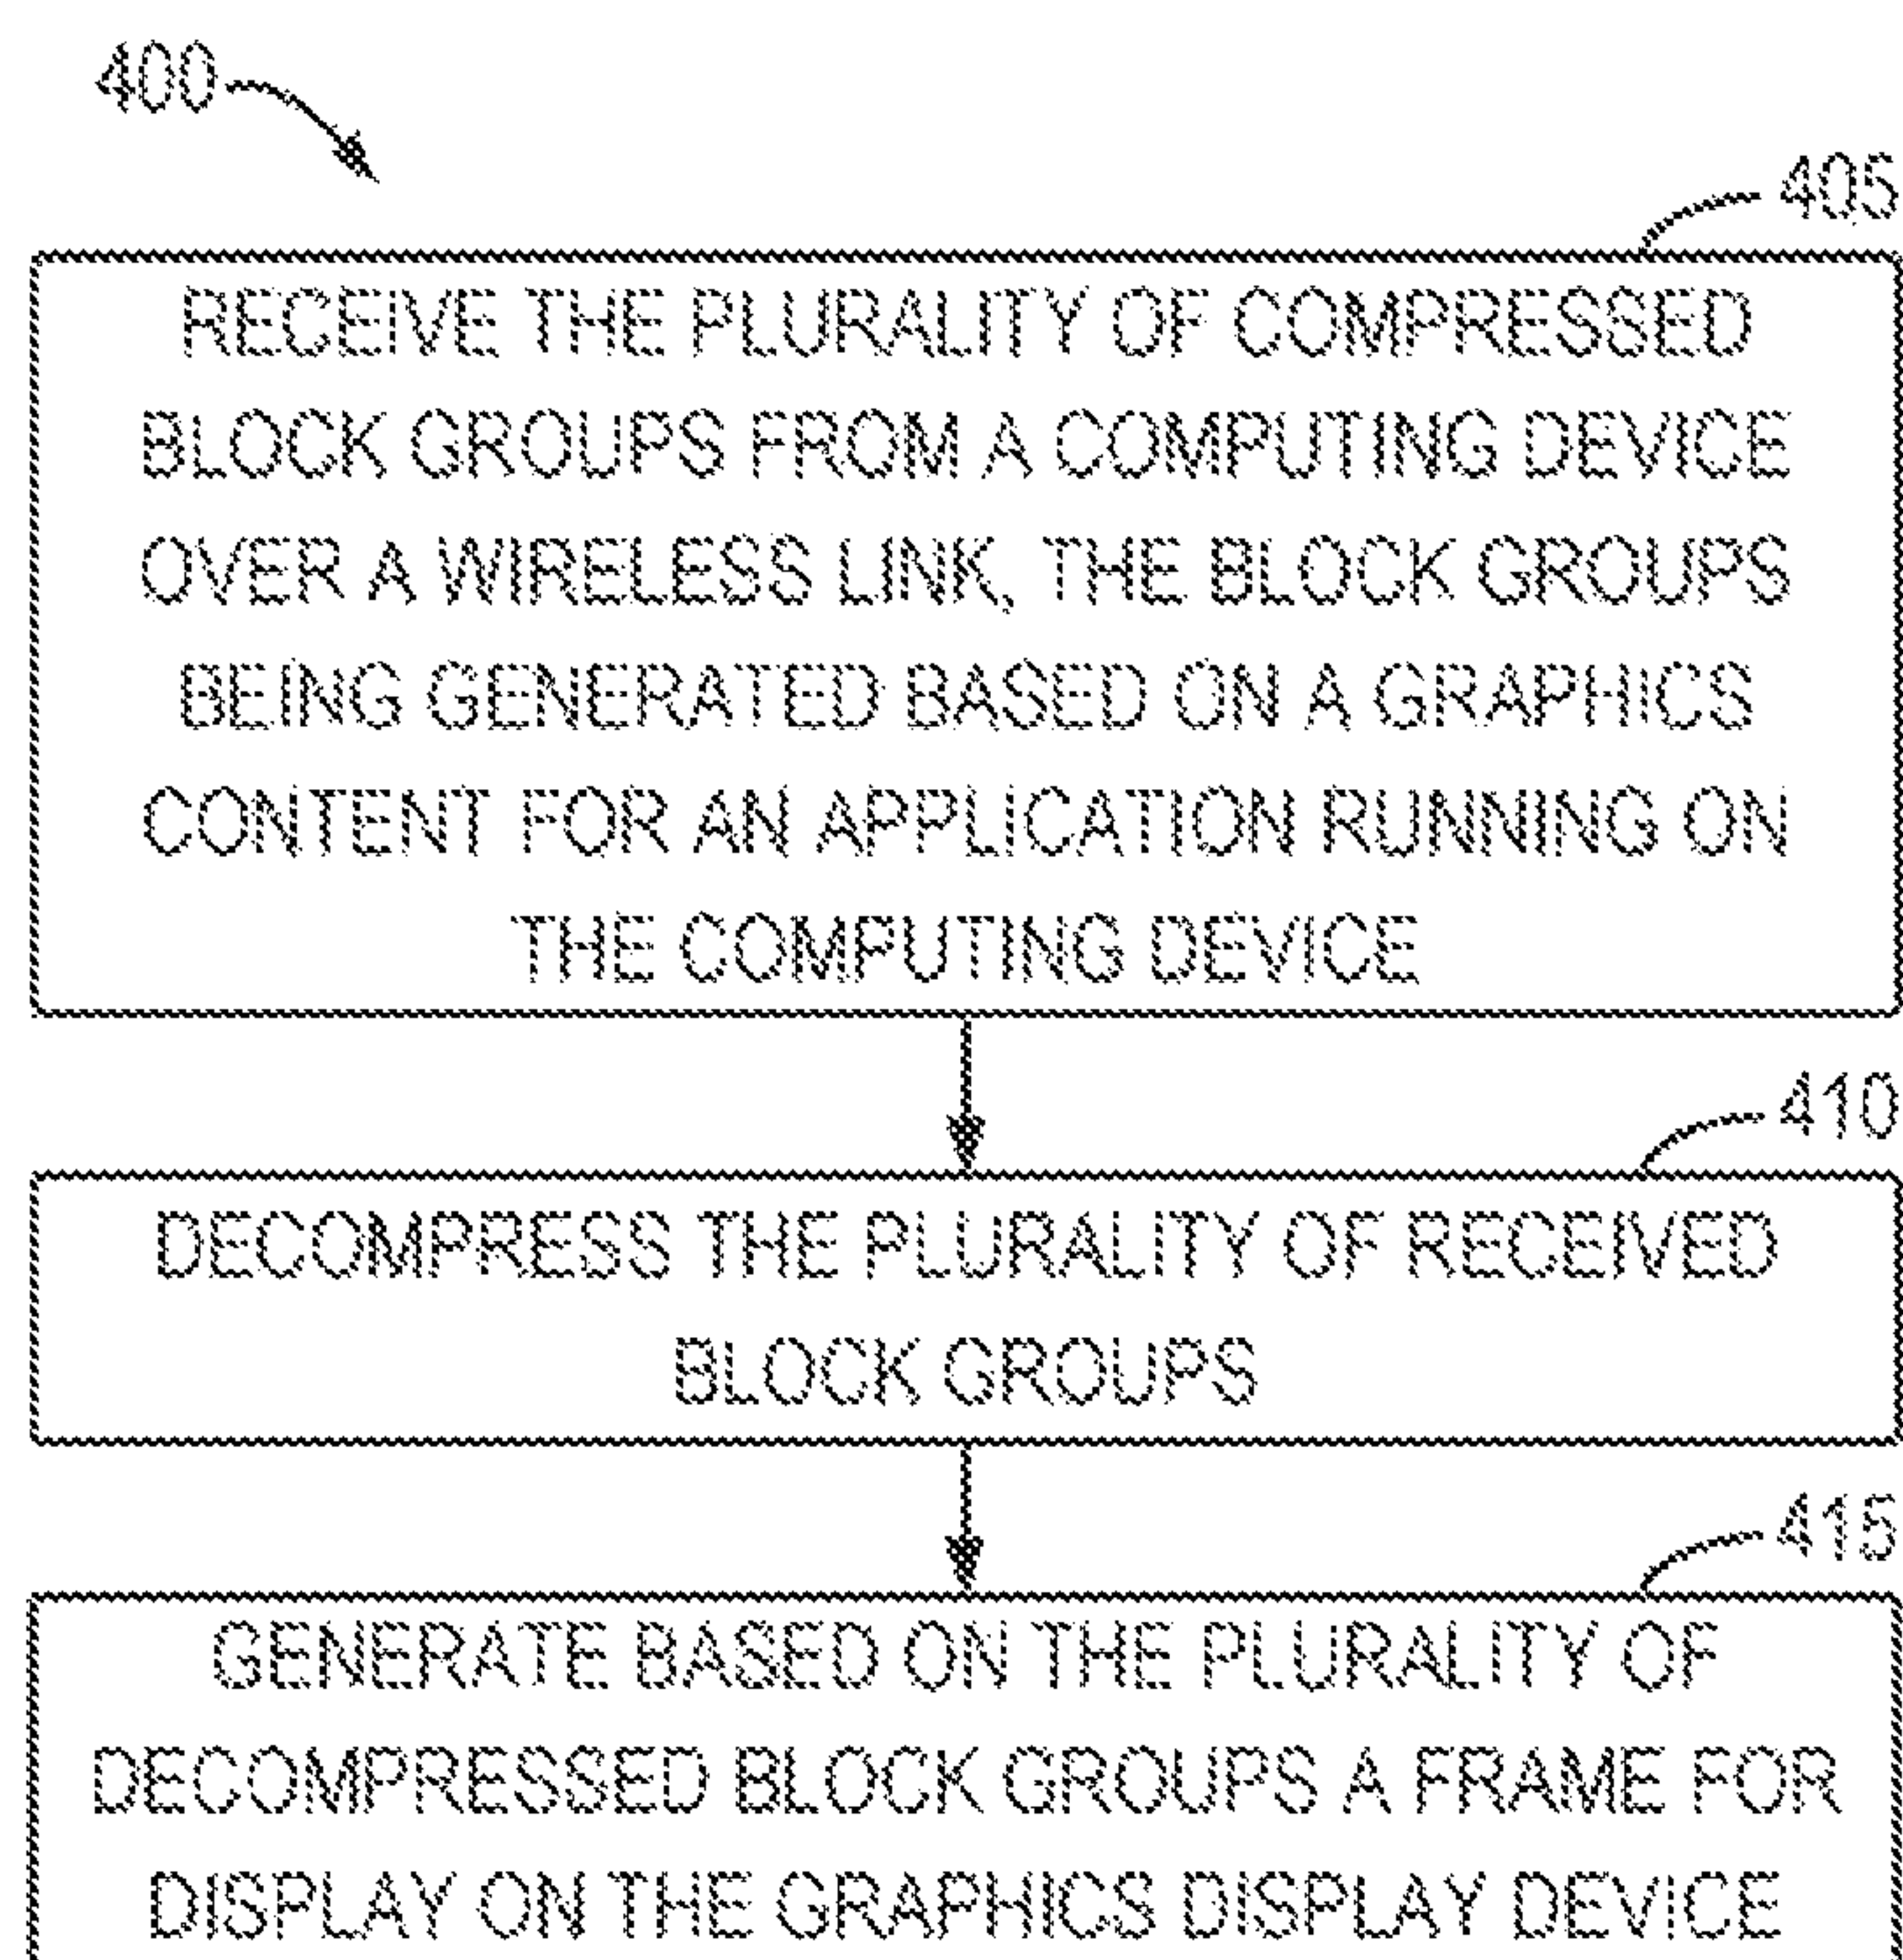 400
405
RECEIVE THE PLURALITY OF COMPRESSED
BLOCK GROUPS FROM A COMPUTING DEVICE
OVER A WIRELESS LINK, THE BLOCK GROUPS
BEING GENERATED BASED ON A GRAPHICS
CONTENT FOR AN APPLICATION RUNNING ON
THE COMPUTING DEVICE
410
DECOMPRESS THE PLURALITY OF RECEIVED
BLOCK GROUPS
415
GENERATE BASED ON THE PLURALITY OF
DECOMPRESSED BLOCK GROUPS A FRAME FOR
DISPLAY ON THE GRAPHICS DISPLAY DEVICE